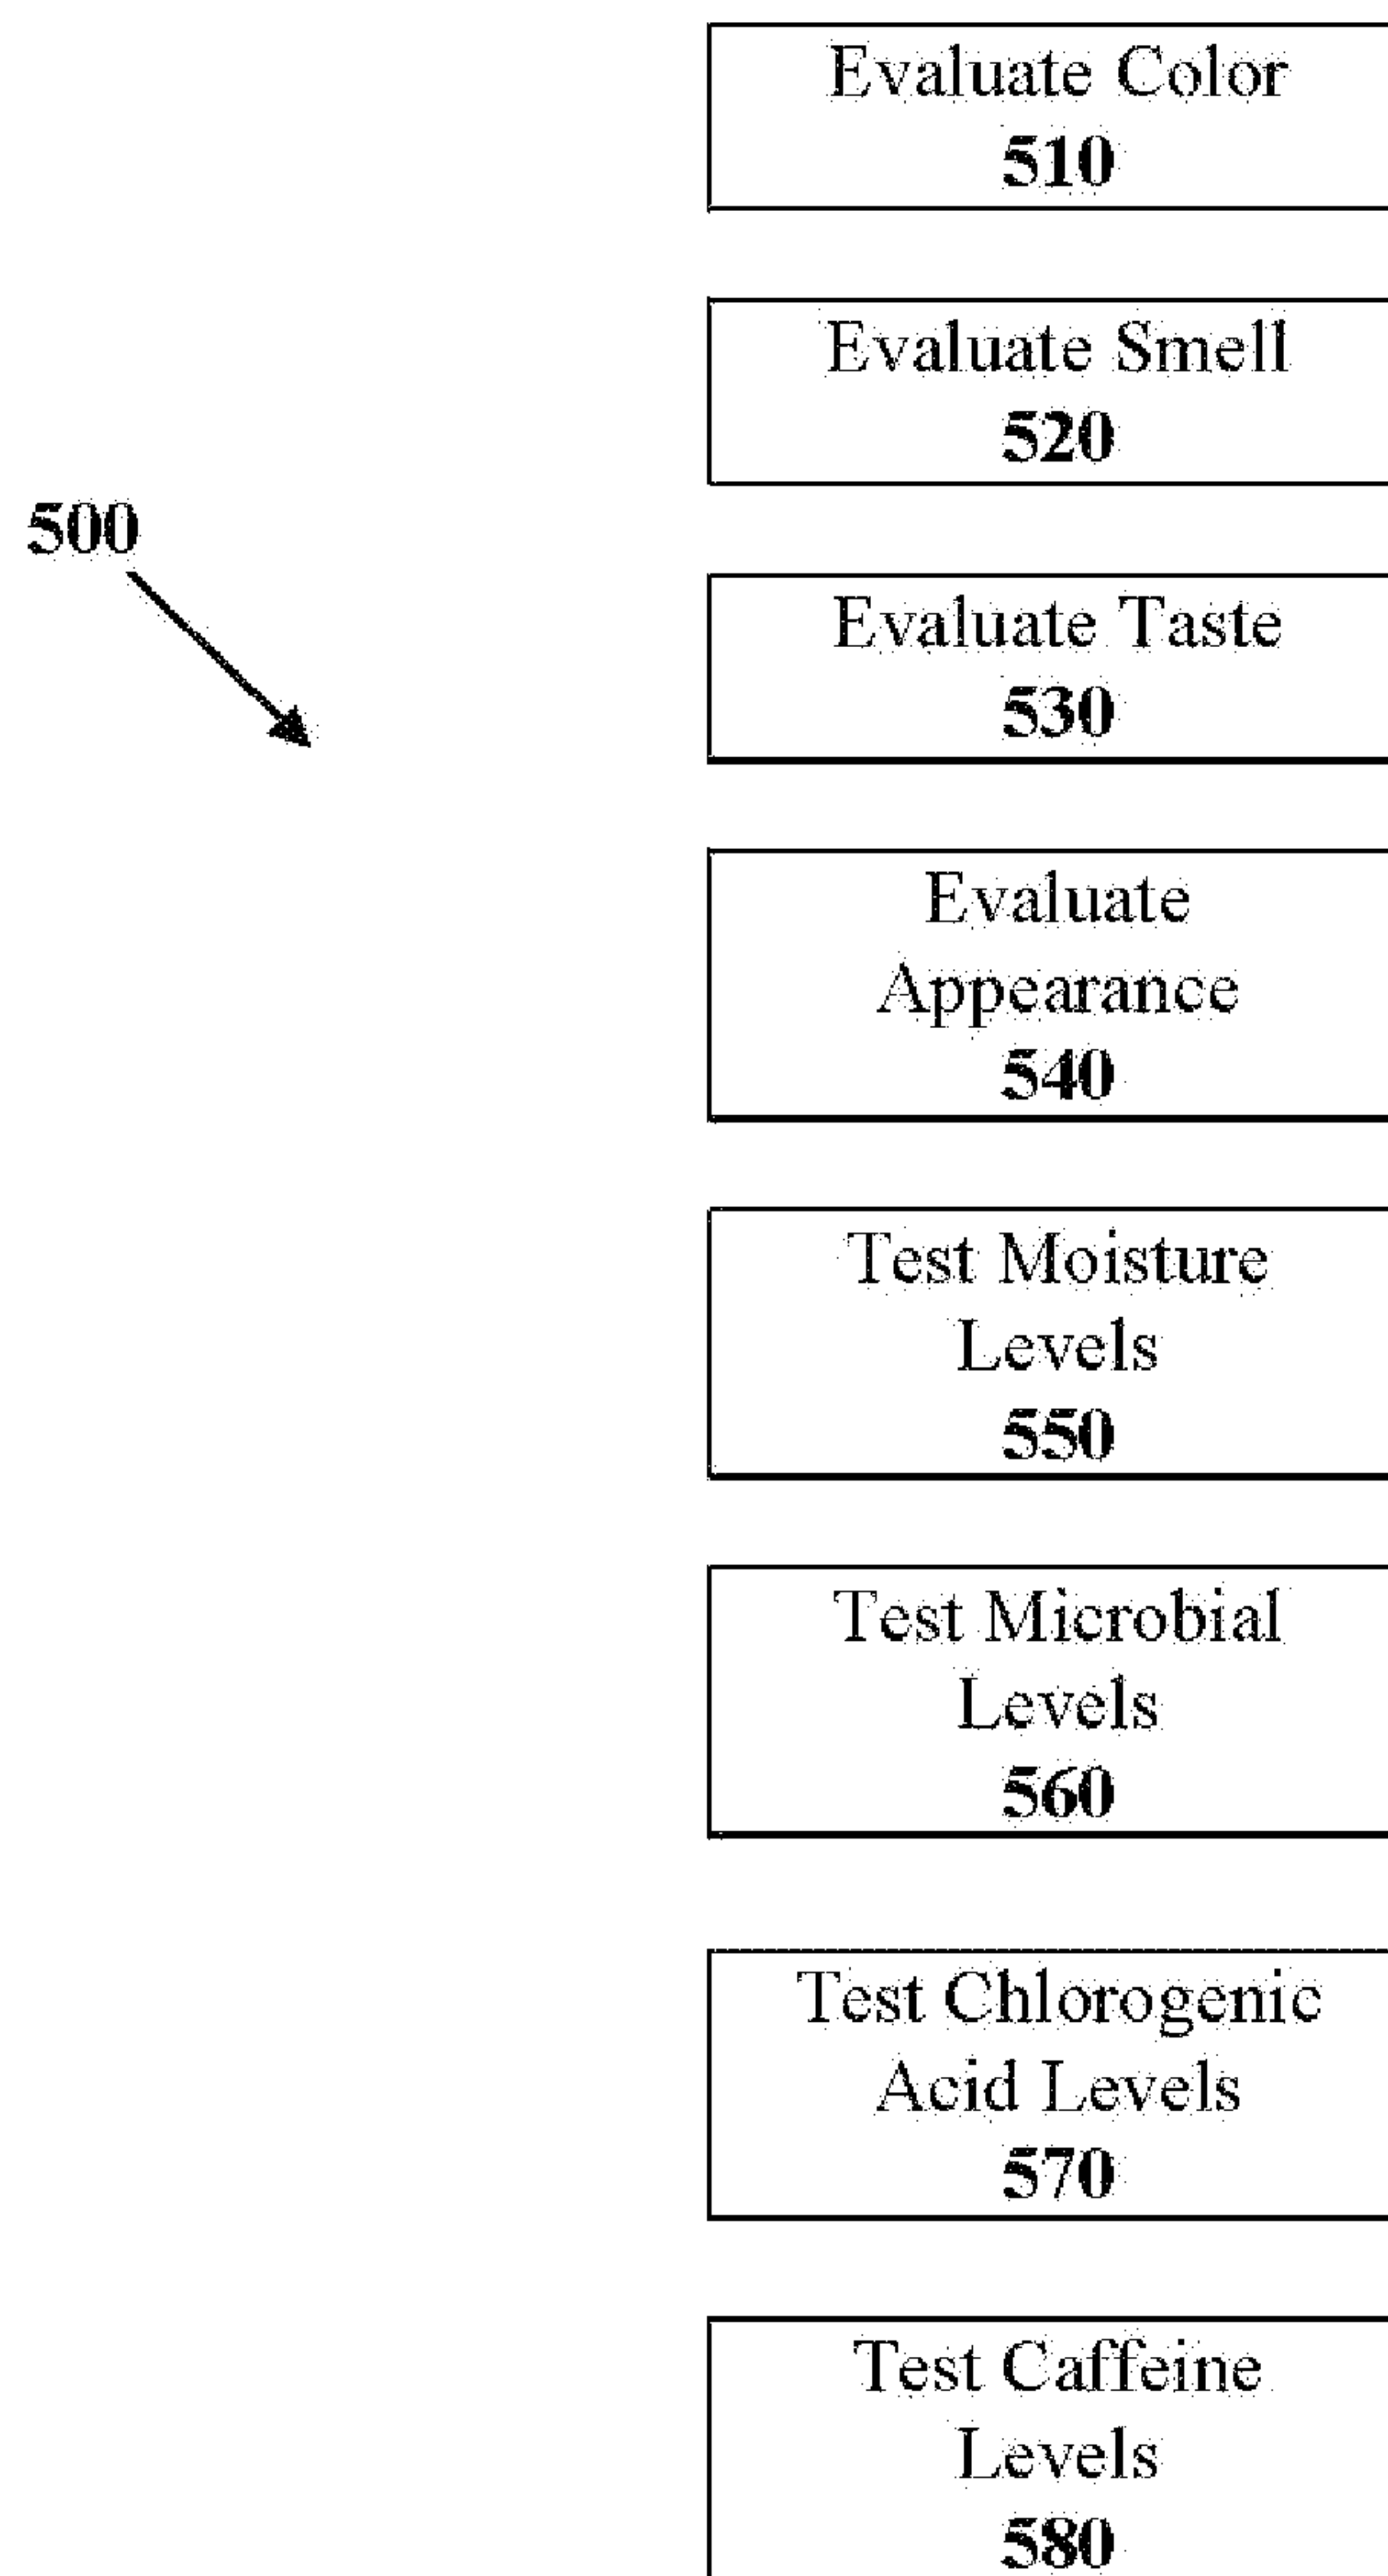 Evaluate Color
510
Evaluate Smell
520
500
Evaluate Taste
530
Evaluate
Appearance
540
Test Moisture
Levels
550
Test Microbial
Levels
560
Test Chlorogenic
Acid Levels
570
Test Caffeine
Levels
580